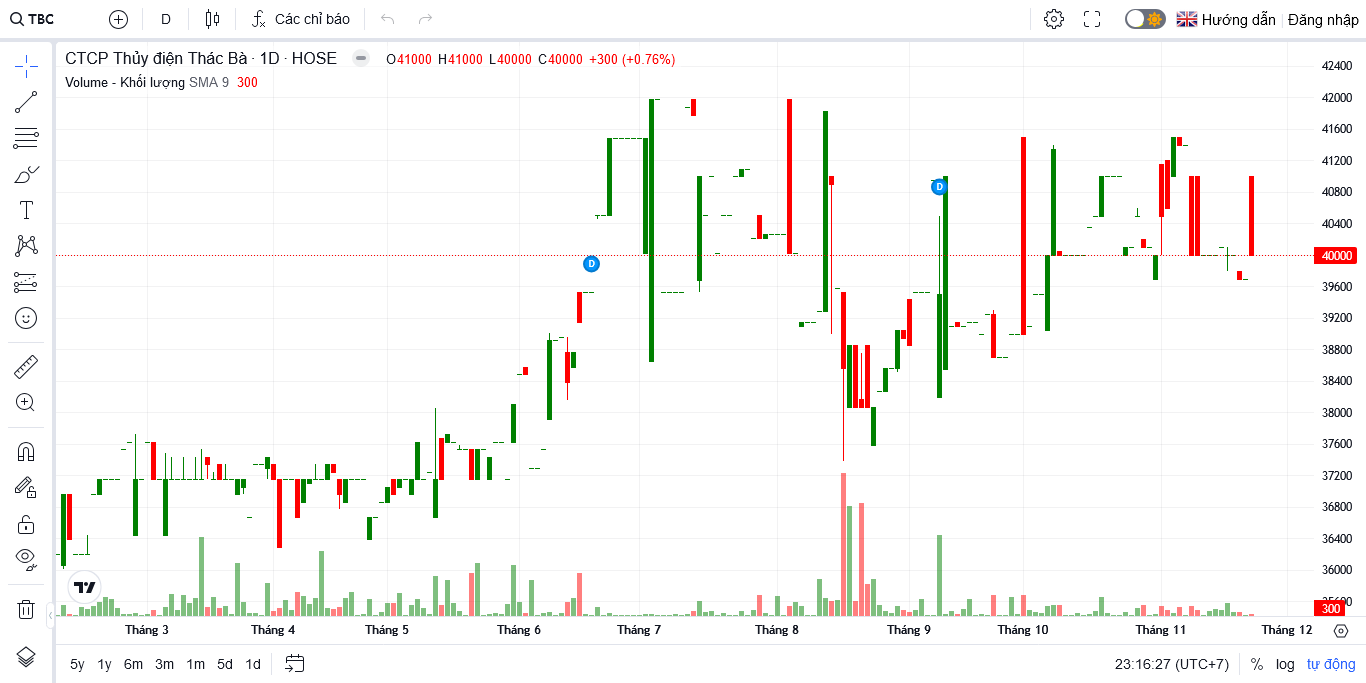 TBC D Các chỉ báo Hướng dẫn Đăng nhập
CTCP Thủy điện Thác Bà · 1D · HOSE O41000 H41000 L40000 C40000 +300 (+0.76%)
Volume - Khối lượng SMA 9 300
42400
42000
41600
41200
40800
40400
40000
39600
39200
38800
38400
38000
37600
37200
36800
36400
36000
35600
300
D
D
Tháng 3 Tháng 4 Tháng 5 Tháng 6 Tháng 7 Tháng 8 Tháng 9 Tháng 10 Tháng 11 Tháng 12
5y 1y 6m 3m 1m 5d 1d 23:16:27 (UTC+7) % log tự động